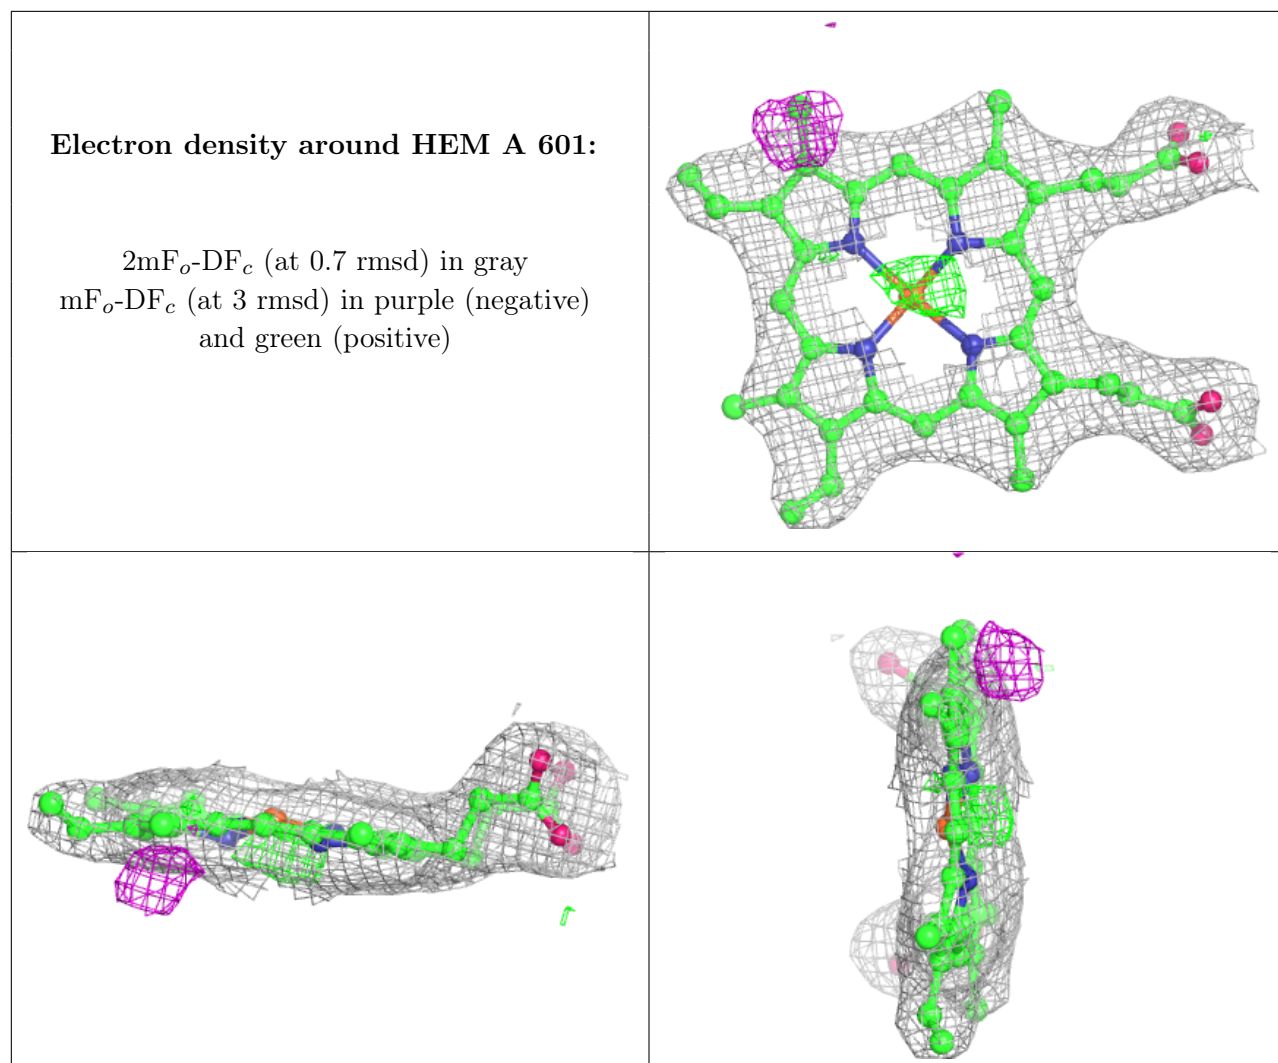 Electron density around HEM A 601:
2mFo-DFc (at 0.7 rmsd) in gray
mFo-DFc (at 3 rmsd) in purple (negative)
and green (positive)